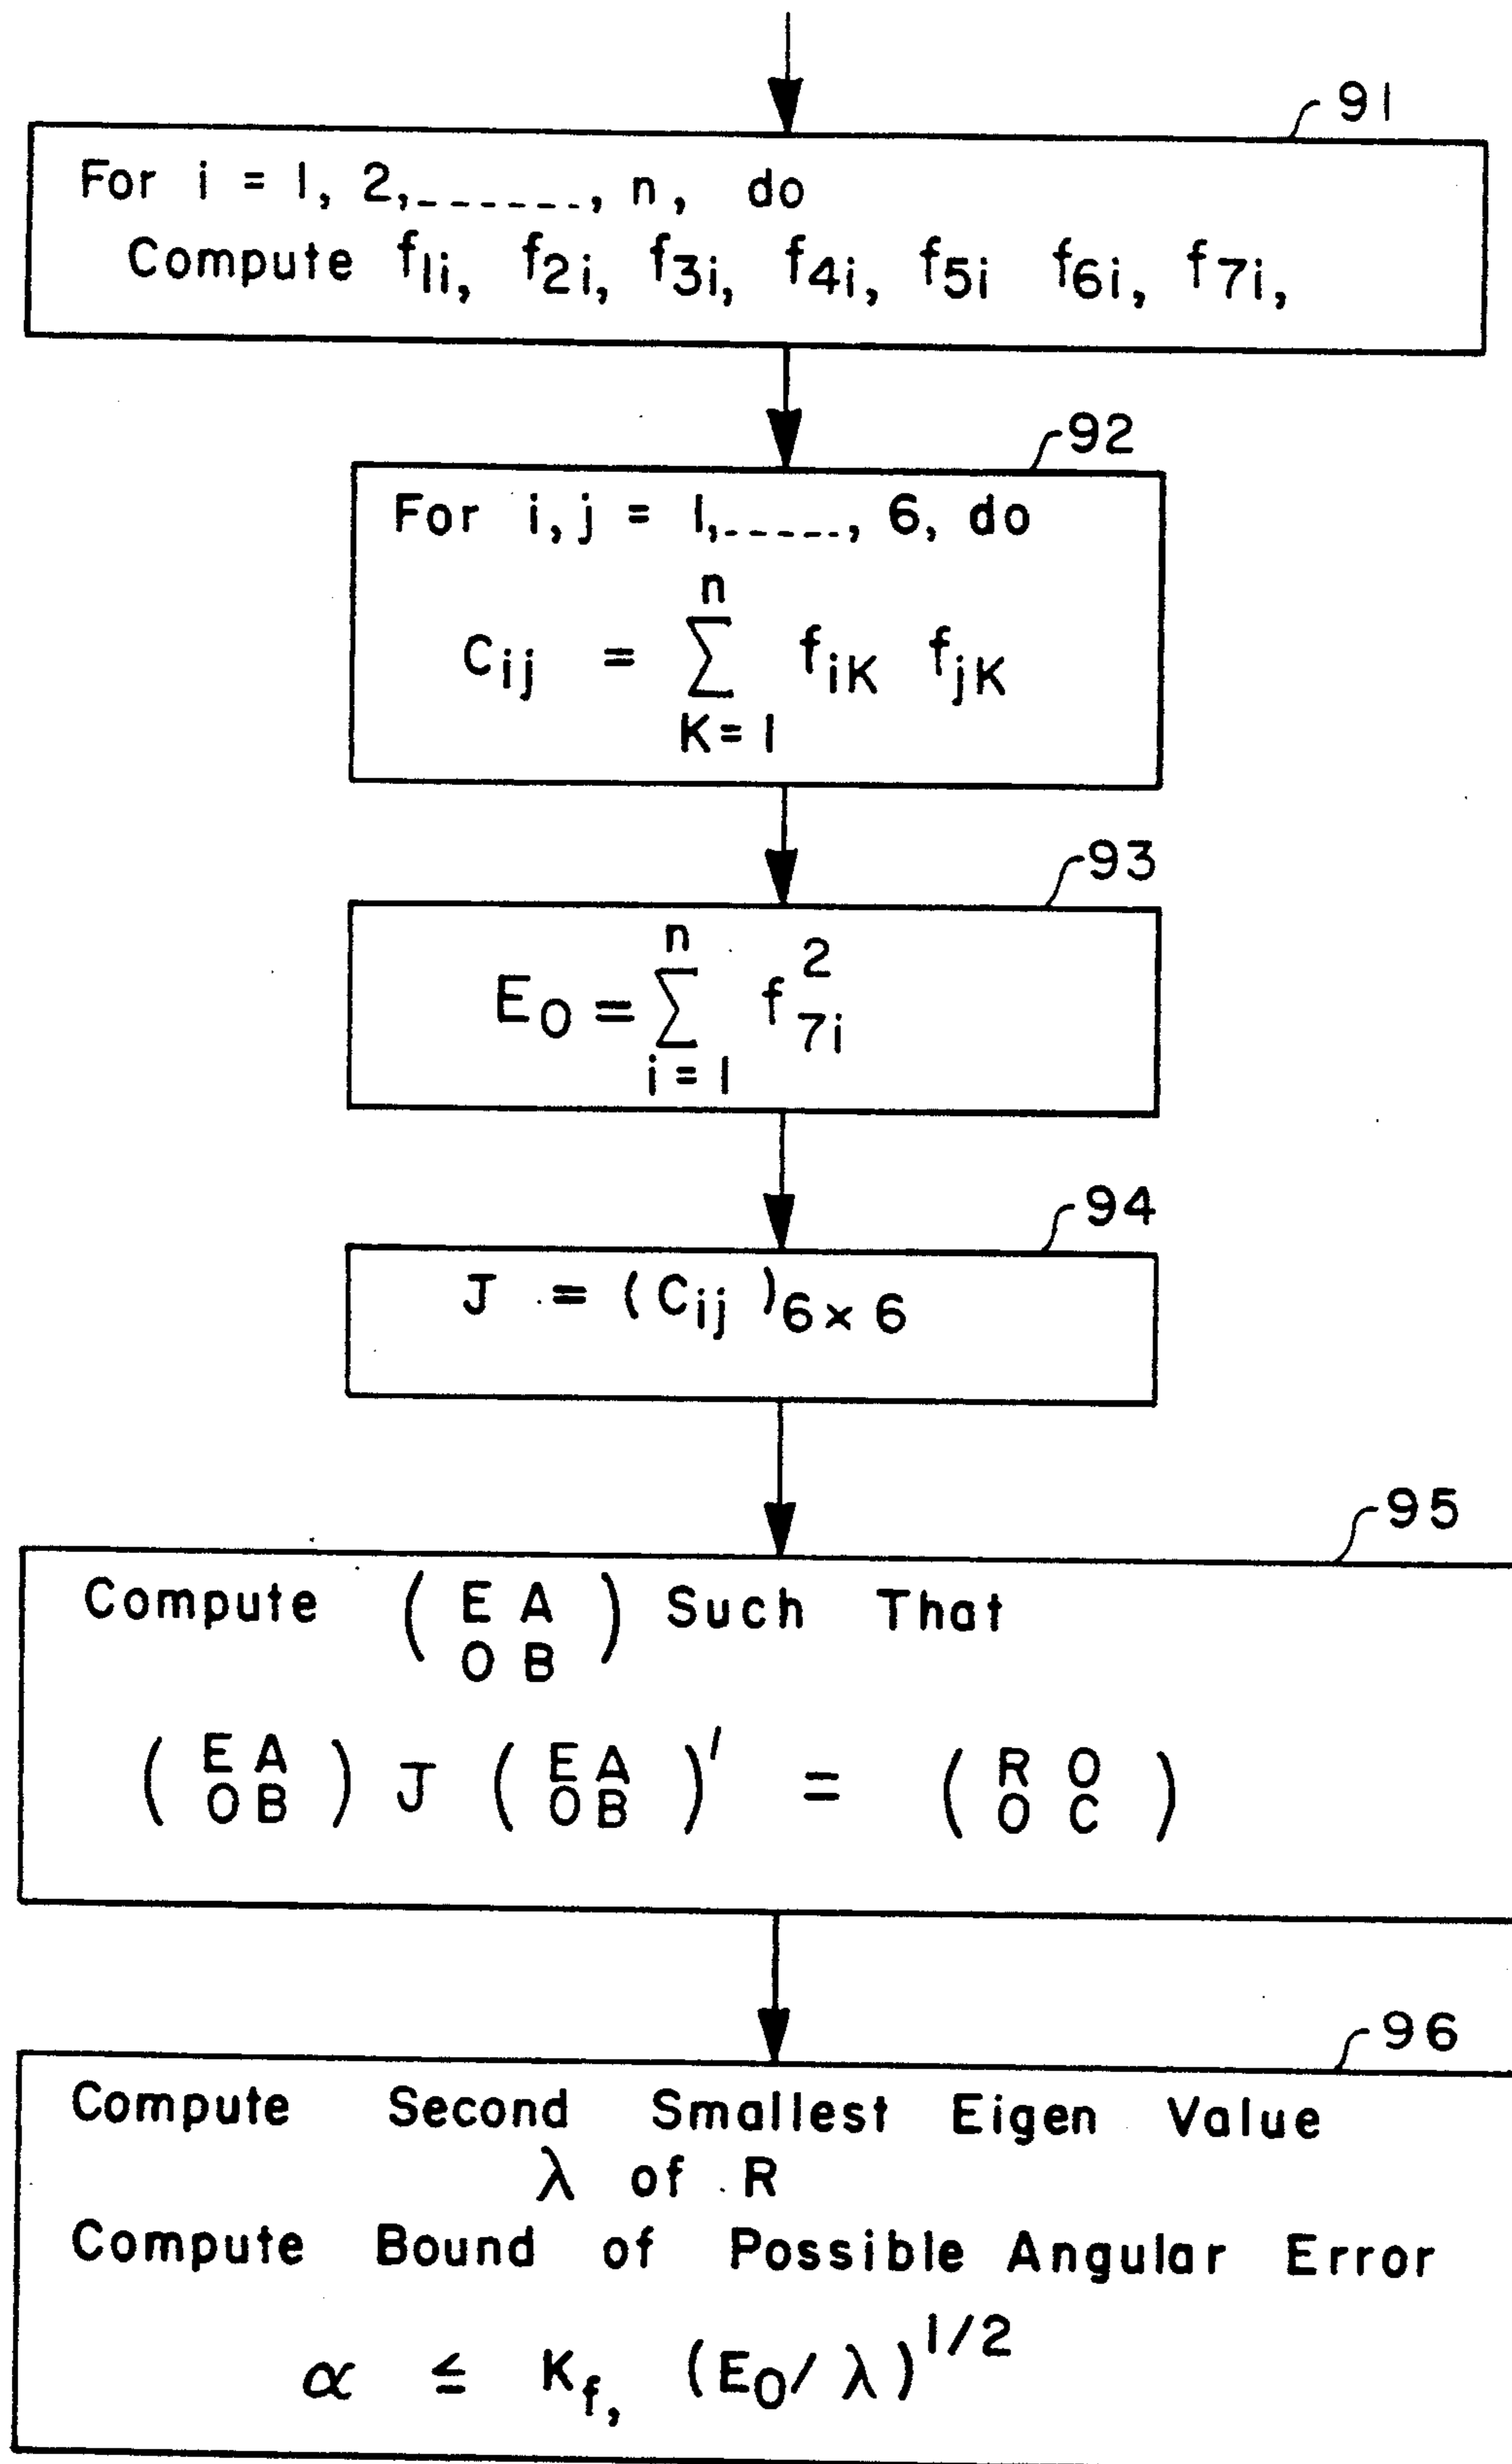 91
For i = 1, 2,_ _ _ _ _ _ _, n, do
Compute f1i, f2i, f3i, f4i, f5i f6i, f7i,
92
For i, j = 1,_ _ _ _ _, 6, do
n
Cij = ∑ fiK fjK
K = 1
93
n
E0 = ∑ f7i²
i = 1
94
J = (Cij)6 x 6
95
Compute ( E A ) Such That
O B
( E A ) J ( E A )′ = ( R O )
O B O B O C
96
Compute Second Smallest Eigen Value
λ of R
Compute Bound of Possible Angular Error
α ≤ Kf, (E0/ λ)1/2